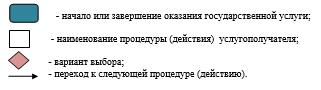 - начало или завершение оказания государственной услуги;
- наименование процедуры (действия) услугополучателя;
- вариант выбора;
- переход к следующей процедуре (действию).